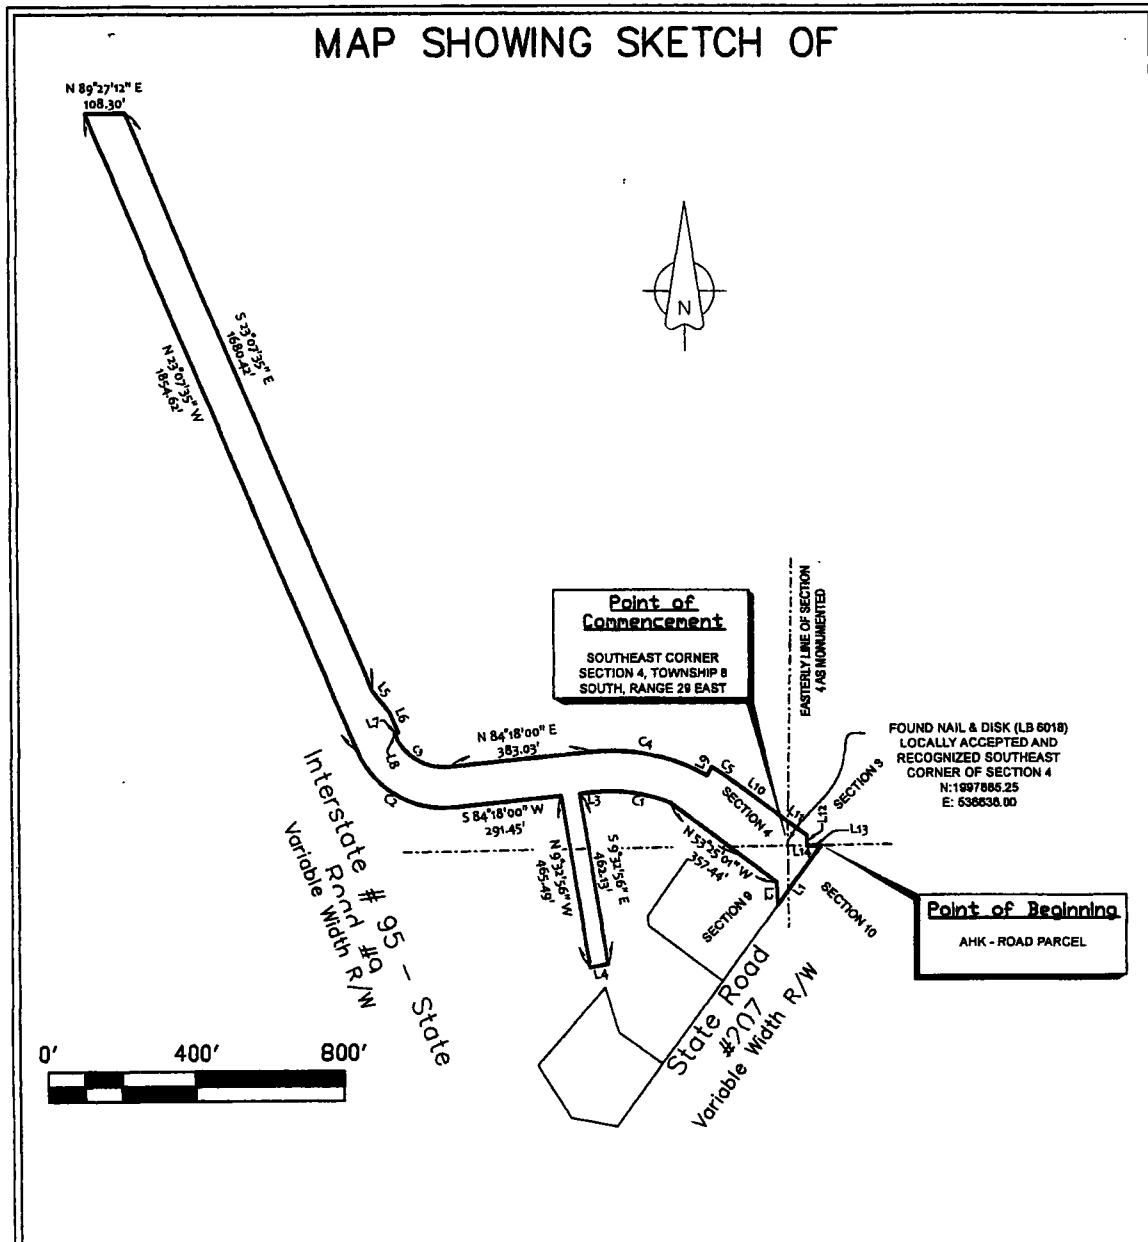 MAP SHOWING SKETCH OF
N 89°27'12" E
108.30'
N
S 23°07'35" E
1680.42'
N 23°07'35" W
1854.62'
Point of
Commencement
SOUTHEAST CORNER
SECTION 4, TOWNSHIP 8
SOUTH, RANGE 29 EAST
EASTERLY LINE OF SECTION
4 AS MONUMENTED
FOUND NAIL & DISK (LB 6018)
LOCALLY ACCEPTED AND
RECOGNIZED SOUTHEAST
CORNER OF SECTION 4
N:1997885.25
E: 536636.00
L5
L6
L7
L8
C3
C2
N 84°18'00" E
383.03'
C4
L9
C5
L10
L11
L12
L13
L14
SECTION 4
SECTION 3
S 84°18'00" W
291.45'
L3
C1
N 53°25'01" W
357.44'
L2
L1
N 9°32'56" W
465.49'
S 9°32'56" E
462.13'
L4
SECTION 9
SECTION 10
Point of Beginning
AHK - ROAD PARCEL
Interstate # 95 - State
Road #9
Variable Width R/W
State Road
#207
Variable Width R/W
0' 400' 800'